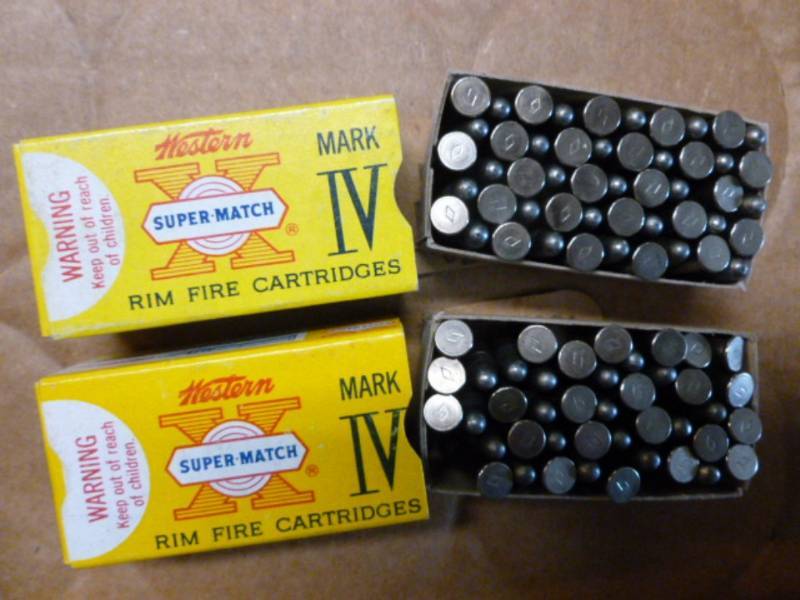 Western
X
SUPER-MATCH ®
MARK
IV
RIM FIRE CARTRIDGES
WARNING
Keep out of reach
of children.
Western
X
SUPER-MATCH ®
MARK
IV
RIM FIRE CARTRIDGES
WARNING
Keep out of reach
of children.